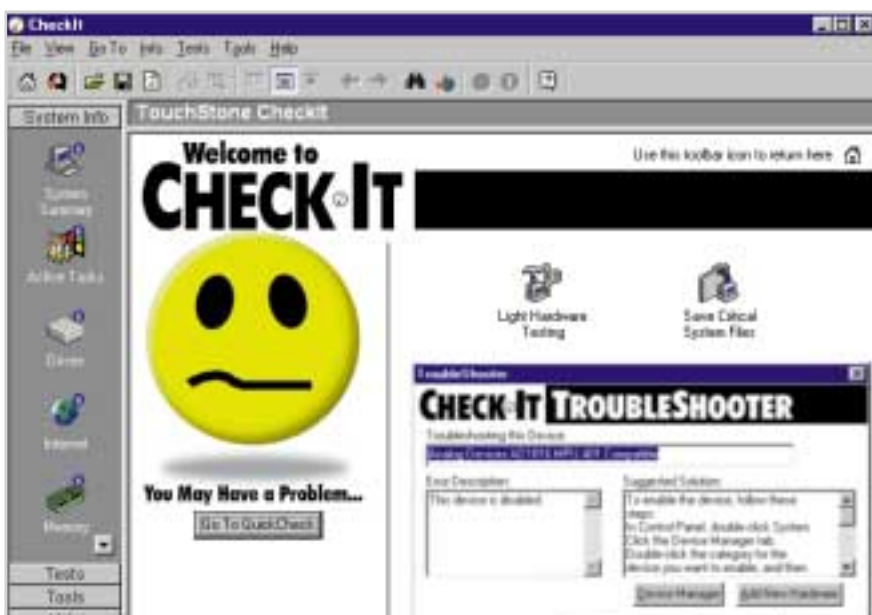 CheckIt
File View Go To Info Tests Tools Help
System Info
TouchStone CheckIt
System
Summary
Active Tasks
Drives
Internet
Memory
Tests
Tools
Welcome to
CHECK·IT
Use this toolbar icon to return here
Light Hardware
Testing
Save Critical
System Files
You May Have a Problem...
Go To QuickCheck
TroubleShooter
CHECK·IT TROUBLESHOOTER
Troubleshooting this Device:
Analog Devices MPU-401 Compatible
Error Description:
This device is disabled.
Suggested Solution:
To enable the device, follow these
steps:
In Control Panel, double-click System.
Click the Device Manager tab.
Double-click the category for the
device you want to enable, and then
Device Manager
Add New Hardware